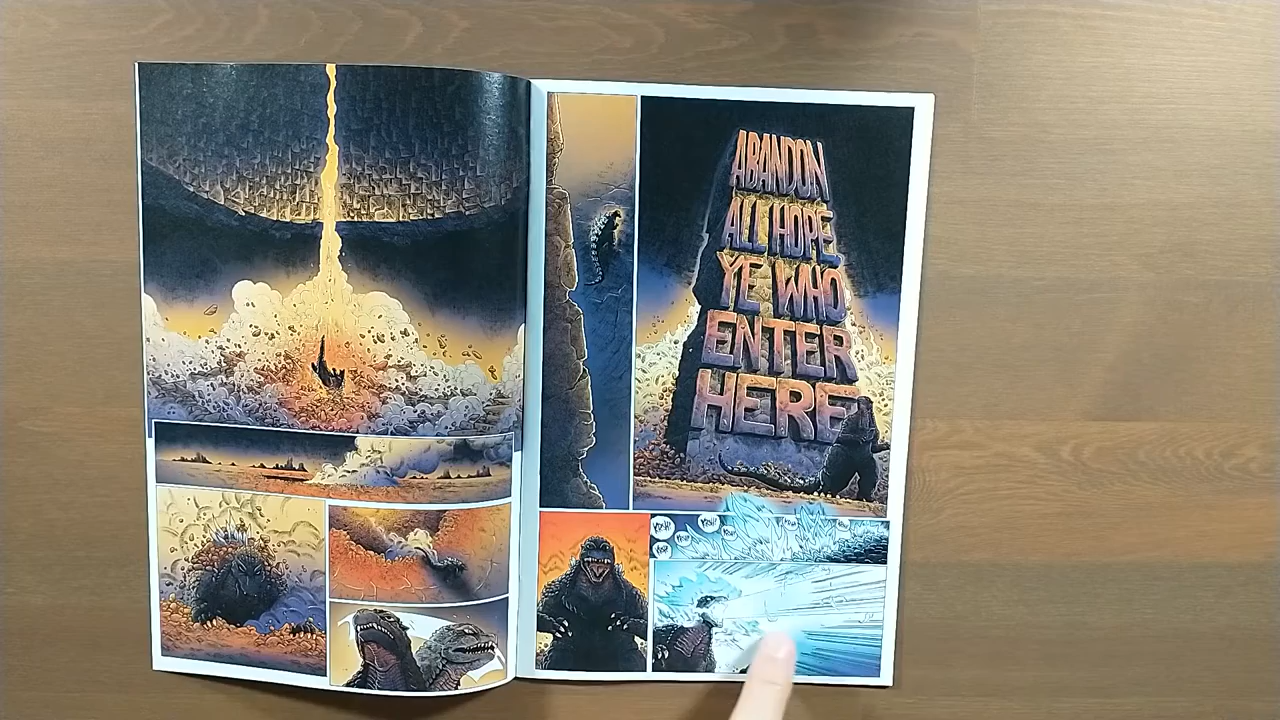 ABANDON
ALL HOPE
YE WHO
ENTER
HERE